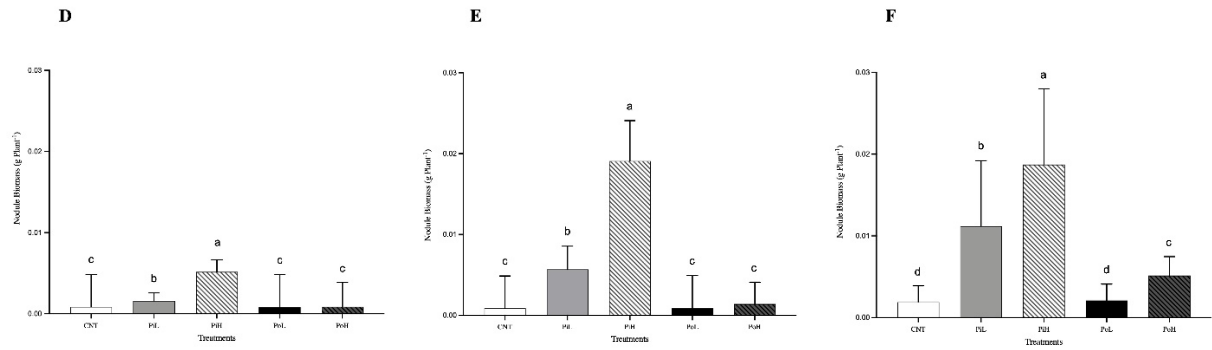 D
E
F
0.03
0.02
0.01
0.00
Nodule Biomass (g Plant-1)
c
b
a
c
c
CNT
PiL
PiH
PoL
PoH
Treatments
0.03
0.02
0.01
0.00
Nodule Biomass (g Plant-1)
c
b
a
c
c
CNT
PiL
PiH
PoL
PoH
Treatments
0.03
0.02
0.01
0.00
Nodule Biomass (g Plant-1)
d
b
a
d
c
CNT
PiL
PiH
PoL
PoH
Treatments